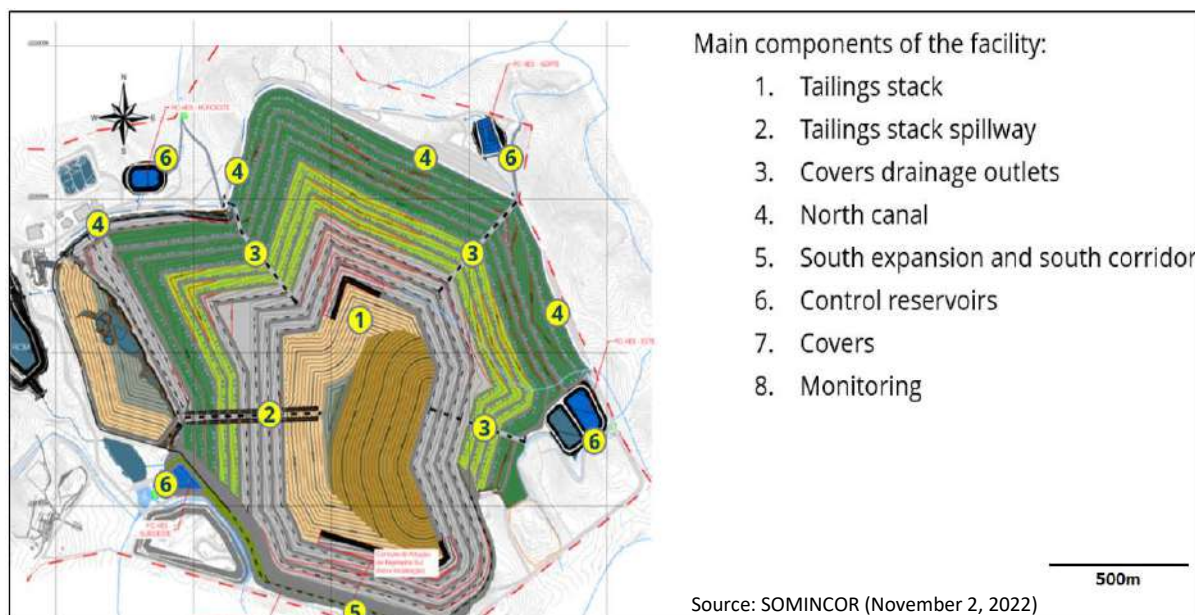 Main components of the facility:
1. Tailings stack
2. Tailings stack spillway
3. Covers drainage outlets
4. North canal
5. South expansion and south corridor
6. Control reservoirs
7. Covers
8. Monitoring
500m
Source: SOMINCOR (November 2, 2022)
N
W
E
S
6
4
4
6
4
3
3
1
4
2
3
6
6
5